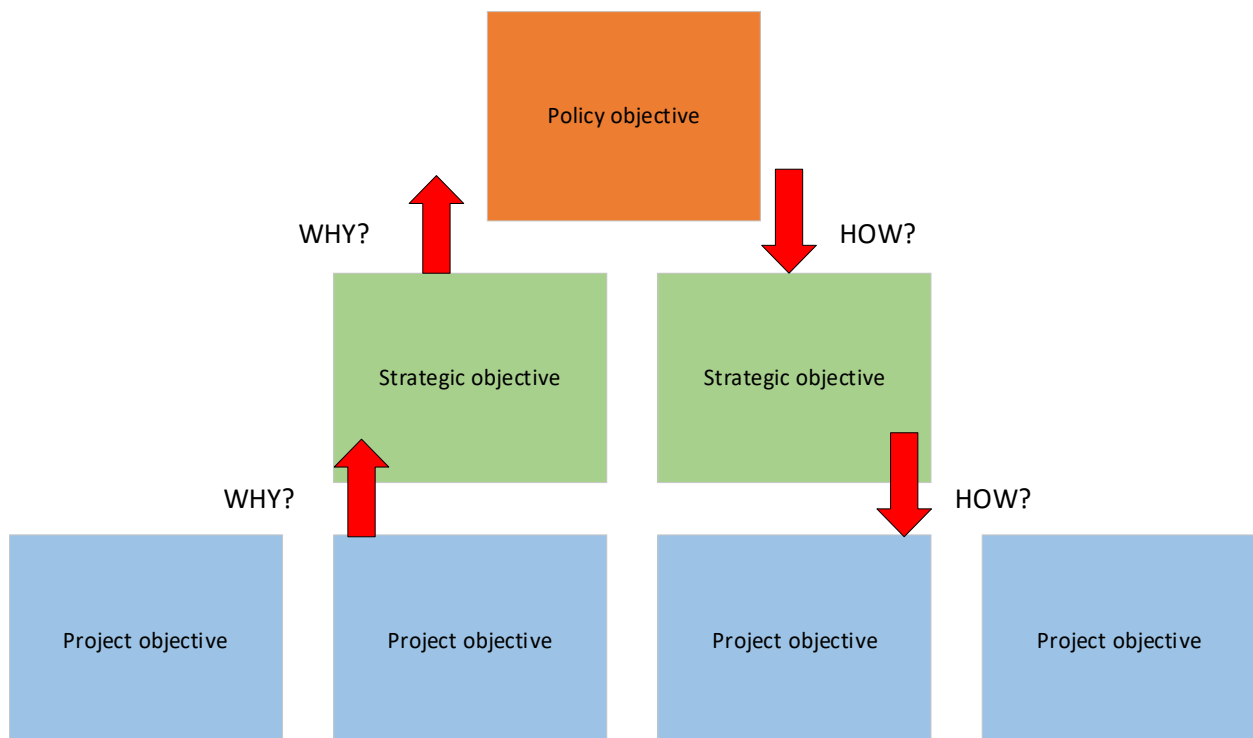 Policy objective
WHY?
HOW?
Strategic objective
Strategic objective
WHY?
HOW?
Project objective
Project objective
Project objective
Project objective